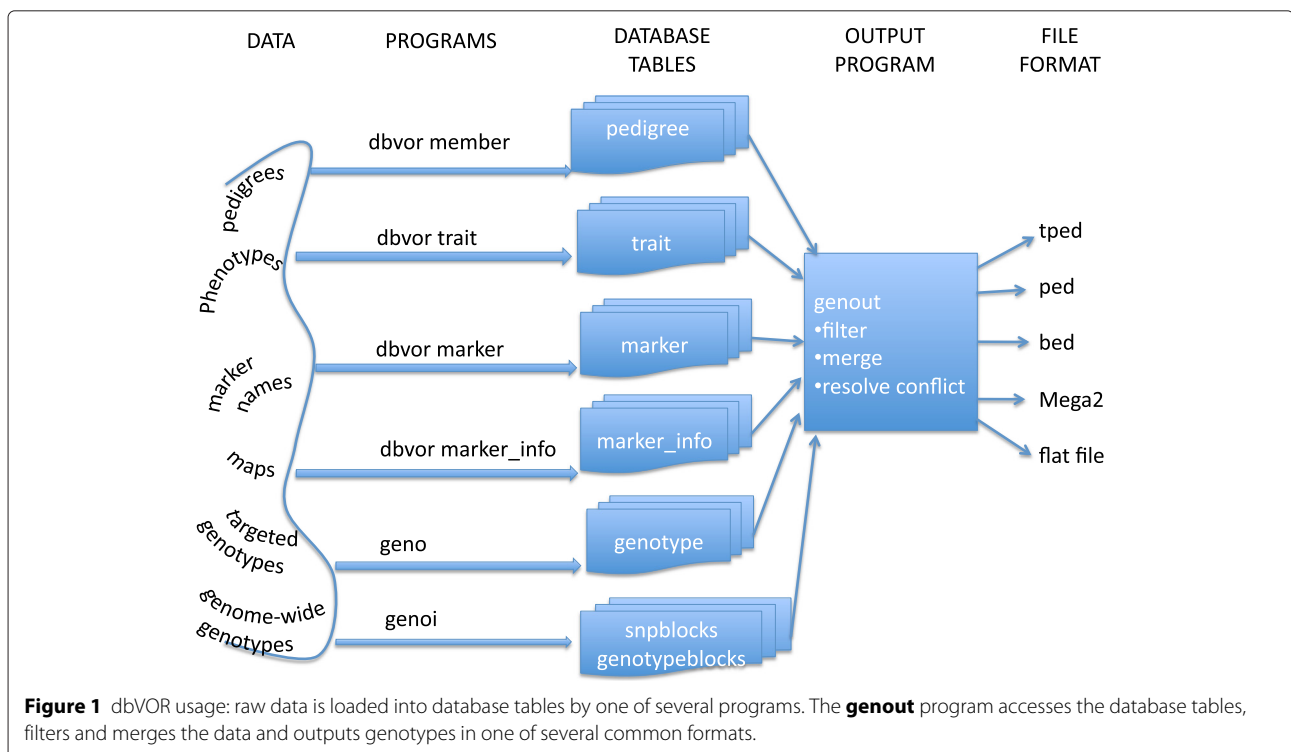 DATA
PROGRAMS
DATABASE
TABLES
OUTPUT
PROGRAM
FILE
FORMAT
pedigrees
dbvor member
pedigree
Phenotypes
dbvor trait
trait
marker
names
dbvor marker
marker
maps
dbvor marker_info
marker_info
targeted
genotypes
geno
genotype
genome-wide
genotypes
genoi
snpblocks
genotypeblocks
genout
•filter
•merge
•resolve conflict
tped
ped
bed
Mega2
flat file
Figure 1 dbVOR usage: raw data is loaded into database tables by one of several programs. The genout program accesses the database tables,
filters and merges the data and outputs genotypes in one of several common formats.